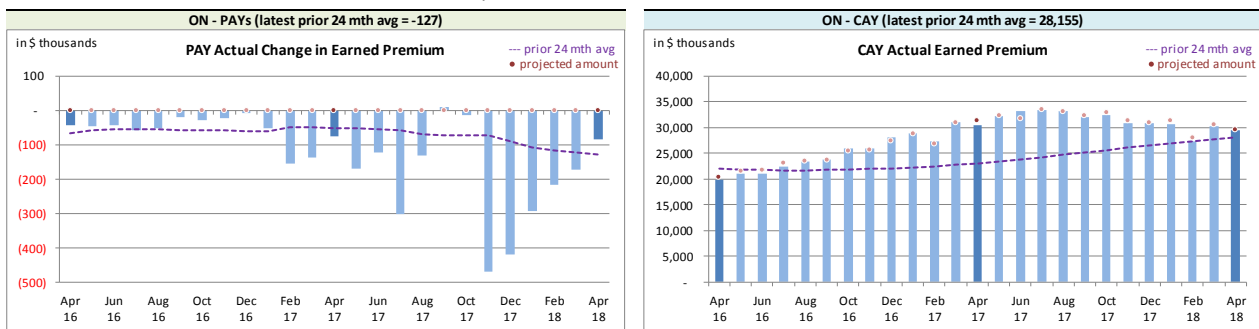 ON - PAYs (latest prior 24 mth avg = -127)
in $ thousands
PAY Actual Change in Earned Premium
--- prior 24 mth avg
• projected amount
100
-
(100)
(200)
(300)
(400)
(500)
Apr Jun Aug Oct Dec Feb Apr Jun Aug Oct Dec Feb Apr
16 16 16 16 16 17 17 17 17 17 17 18 18
ON - CAY (latest prior 24 mth avg = 28,155)
in $ thousands
CAY Actual Earned Premium
--- prior 24 mth avg
• projected amount
40,000
35,000
30,000
25,000
20,000
15,000
10,000
5,000
-
Apr Jun Aug Oct Dec Feb Apr Jun Aug Oct Dec Feb Apr
16 16 16 16 16 17 17 17 17 17 17 18 18